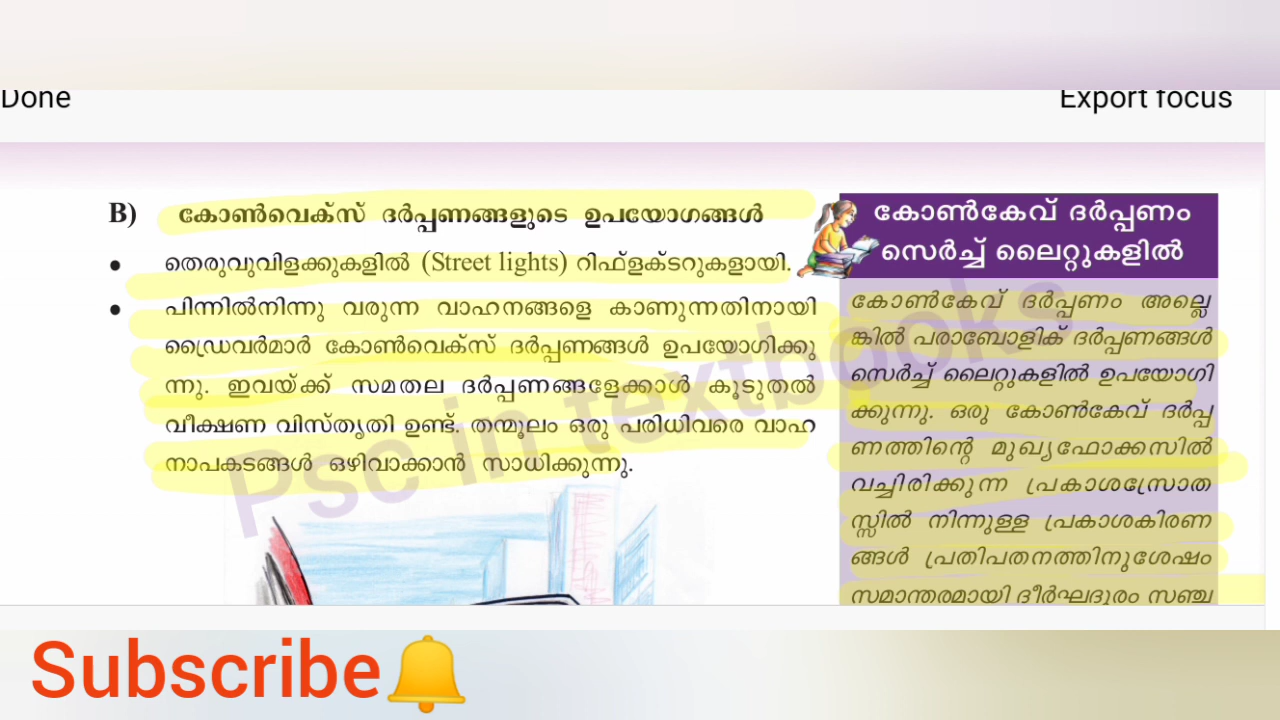 Done
Export focus
B) കോൺവെക്സ് ദർപ്പണങ്ങളുടെ ഉപയോഗങ്ങൾ
● തെരുവുവിളക്കുകളിൽ (Street lights) റിഫ്ളക്ടറുകളായി.
● പിന്നിൽനിന്നു വരുന്ന വാഹനങ്ങളെ കാണുന്നതിനായി
ഡ്രൈവർമാർ കോൺവെക്സ് ദർപ്പണങ്ങൾ ഉപയോഗിക്കു
ന്നു. ഇവയ്ക്ക് സമതല ദർപ്പണങ്ങളേക്കാൾ കൂടുതൽ
വീക്ഷണ വിസ്തൃതി ഉണ്ട്. തന്മൂലം ഒരു പരിധിവരെ വാഹ
നാപകടങ്ങൾ ഒഴിവാക്കാൻ സാധിക്കുന്നു.
കോൺകേവ് ദർപ്പണം
സെർച്ച് ലൈറ്റുകളിൽ
കോൺകേവ് ദർപ്പണം അല്ലെ
ങ്കിൽ പരാബോളിക് ദർപ്പണങ്ങൾ
സെർച്ച് ലൈറ്റുകളിൽ ഉപയോഗി
ക്കുന്നു. ഒരു കോൺകേവ് ദർപ്പ
ണത്തിന്റെ മുഖ്യഫോക്കസിൽ
വച്ചിരിക്കുന്ന പ്രകാശസ്രോത
സ്സിൽ നിന്നുള്ള പ്രകാശകിരണ
ങ്ങൾ പ്രതിപതനത്തിനുശേഷം
സമാന്തരമായി ദീർഘദൂരം സഞ്ച
Psc in textbooks
Subscribe